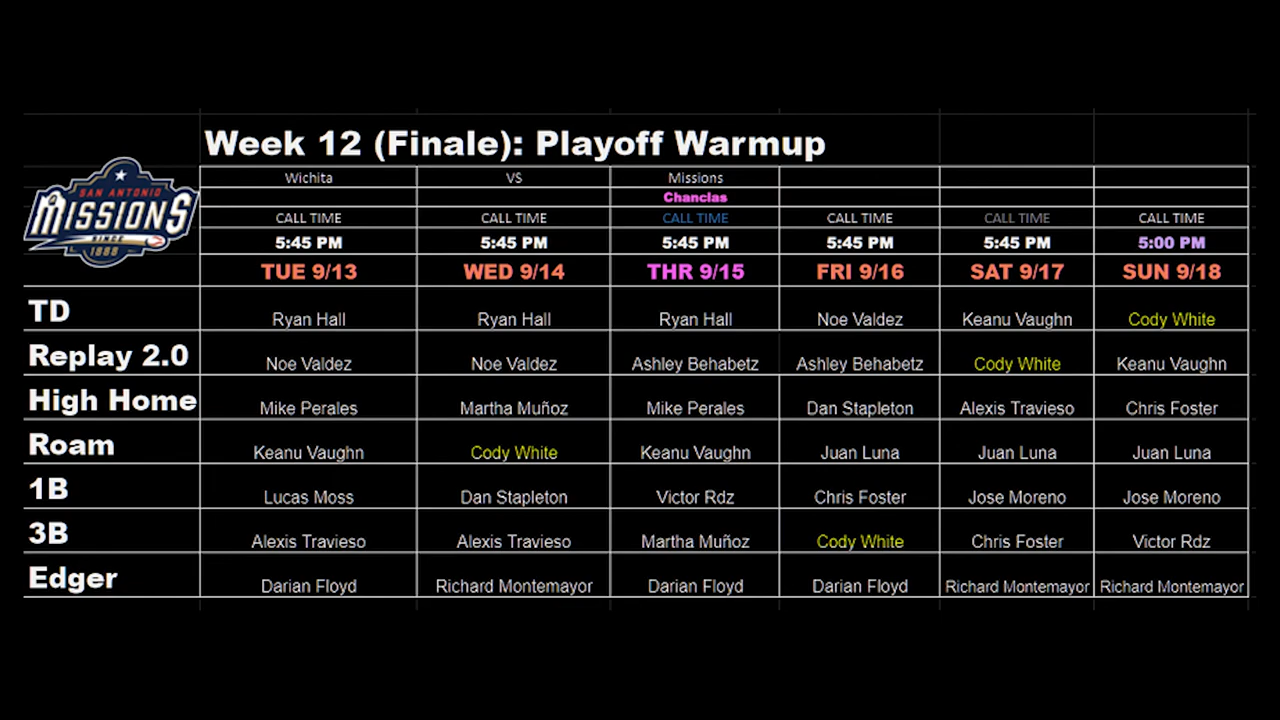 Week 12 (Finale): Playoff Warmup
SAN ANTONIO
MISSIONS
SINCE
1888
Wichita VS Missions
Chanclas
CALL TIME CALL TIME CALL TIME CALL TIME CALL TIME CALL TIME
5:45 PM 5:45 PM 5:45 PM 5:45 PM 5:45 PM 5:00 PM
TUE 9/13 WED 9/14 THR 9/15 FRI 9/16 SAT 9/17 SUN 9/18
TD Ryan Hall Ryan Hall Ryan Hall Noe Valdez Keanu Vaughn Cody White
Replay 2.0 Noe Valdez Noe Valdez Ashley Behabetz Ashley Behabetz Cody White Keanu Vaughn
High Home Mike Perales Martha Muñoz Mike Perales Dan Stapleton Alexis Travieso Chris Foster
Roam Keanu Vaughn Cody White Keanu Vaughn Juan Luna Juan Luna Juan Luna
1B Lucas Moss Dan Stapleton Victor Rdz Chris Foster Jose Moreno Jose Moreno
3B Alexis Travieso Alexis Travieso Martha Muñoz Cody White Chris Foster Victor Rdz
Edger Darian Floyd Richard Montemayor Darian Floyd Darian Floyd Richard Montemayor Richard Montemayor